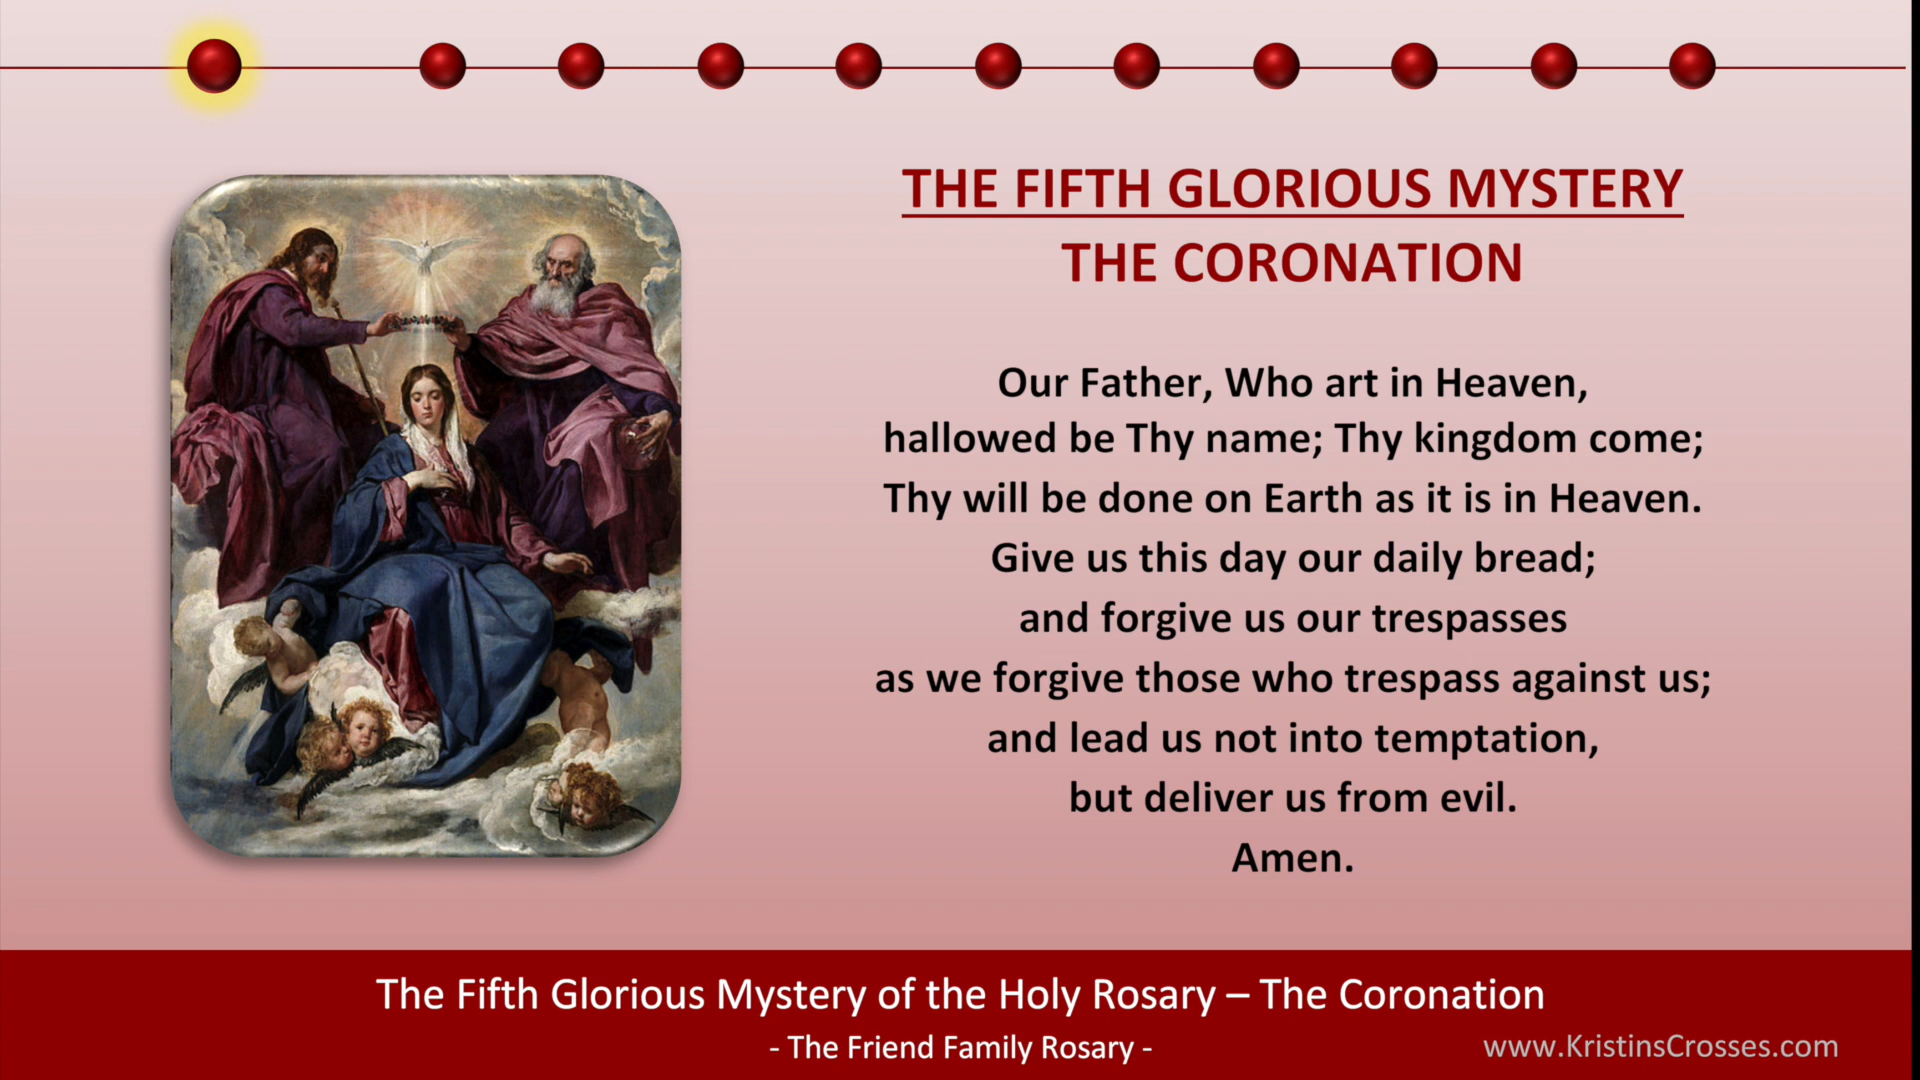 THE FIFTH GLORIOUS MYSTERY
THE CORONATION
Our Father, Who art in Heaven,
hallowed be Thy name; Thy kingdom come;
Thy will be done on Earth as it is in Heaven.
Give us this day our daily bread;
and forgive us our trespasses
as we forgive those who trespass against us;
and lead us not into temptation,
but deliver us from evil.
Amen.
The Fifth Glorious Mystery of the Holy Rosary – The Coronation
- The Friend Family Rosary -
www.KristinsCrosses.com